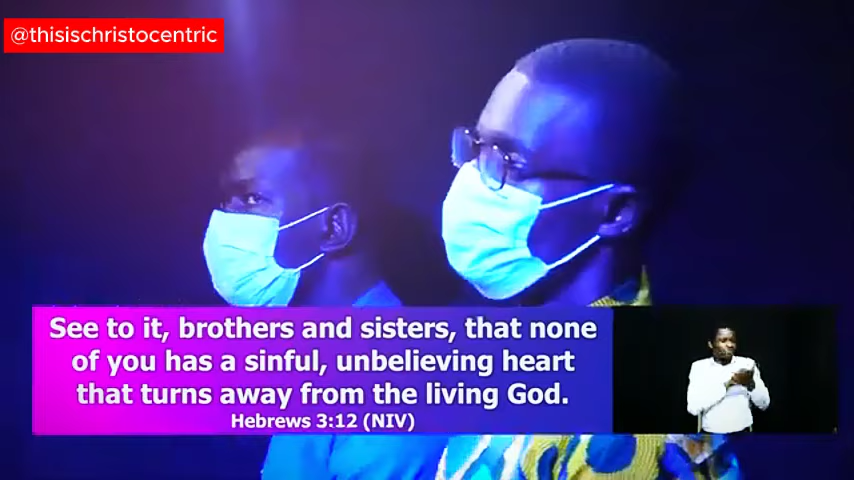 @thisischristocentric
See to it, brothers and sisters, that none
of you has a sinful, unbelieving heart
that turns away from the living God.
Hebrews 3:12 (NIV)